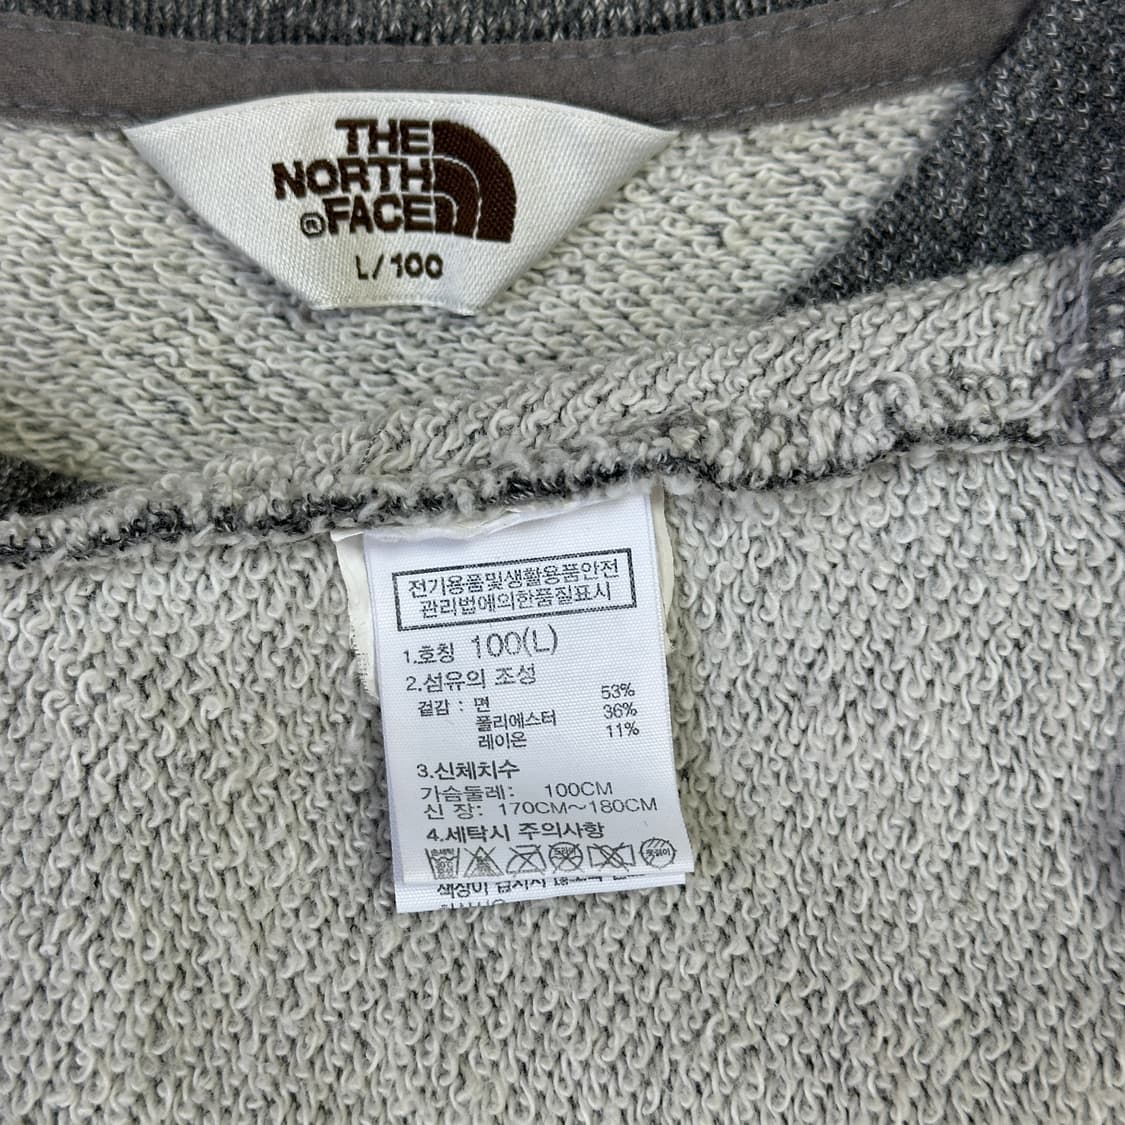 THE
NORTH
®FACE
L/100
전기용품및생활용품안전
관리법에의한품질표시
1.호칭 100(L)
2.섬유의 조성
겉감 : 면 53%
폴리에스터 36%
레이온 11%
3.신체치수
가슴둘레: 100CM
신 장: 170CM~180CM
4.세탁시 주의사항